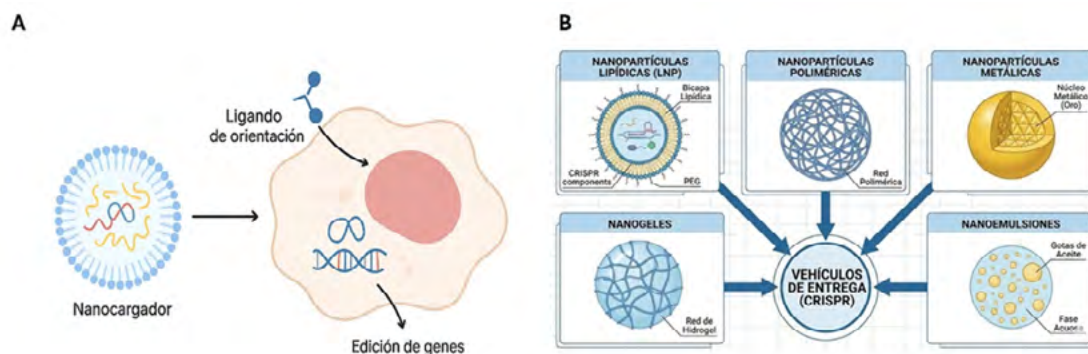 A
Ligando
de orientación
Nanocargador
Edición de genes
B
NANOPARTÍCULAS
LIPÍDICAS (LNP)
Bicapa
Lipídica
CRISPR
components
PEG
NANOPARTÍCULAS
POLIMÉRICAS
Red
Polimérica
NANOPARTÍCULAS
METÁLICAS
Núcleo
Metálico
(Oro)
NANOGELES
Red de
Hidrogel
VEHÍCULOS
DE ENTREGA
(CRISPR)
NANOEMULSIONES
Gotas de
Aceite
Fase